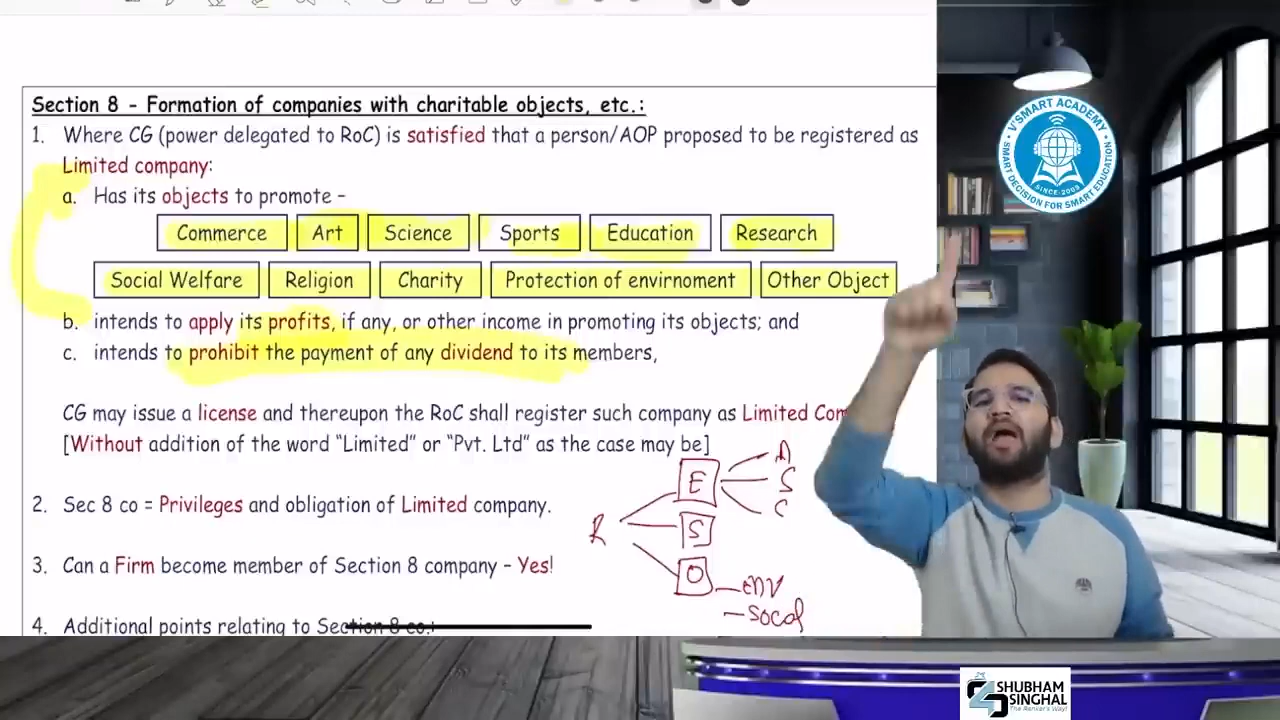 Section 8 - Formation of companies with charitable objects, etc.:
1. Where CG (power delegated to RoC) is satisfied that a person/AOP proposed to be registered as
Limited company:
a. Has its objects to promote –
Commerce Art Science Sports Education Research
Social Welfare Religion Charity Protection of envirnoment Other Object
b. intends to apply its profits, if any, or other income in promoting its objects; and
c. intends to prohibit the payment of any dividend to its members,
CG may issue a license and thereupon the RoC shall register such company as Limited Com
[Without addition of the word “Limited” or “Pvt. Ltd” as the case may be]
2. Sec 8 co = Privileges and obligation of Limited company.
3. Can a Firm become member of Section 8 company – Yes!
4. Additional points relating to Section 8 co.:
R
E
A
S
C
S
O
env
social
V'SMART ACADEMY
SINCE-2009
SMART DECISION FOR SMART EDUCATION
SHUBHAM
SINGHAL
The Ranker's Way!